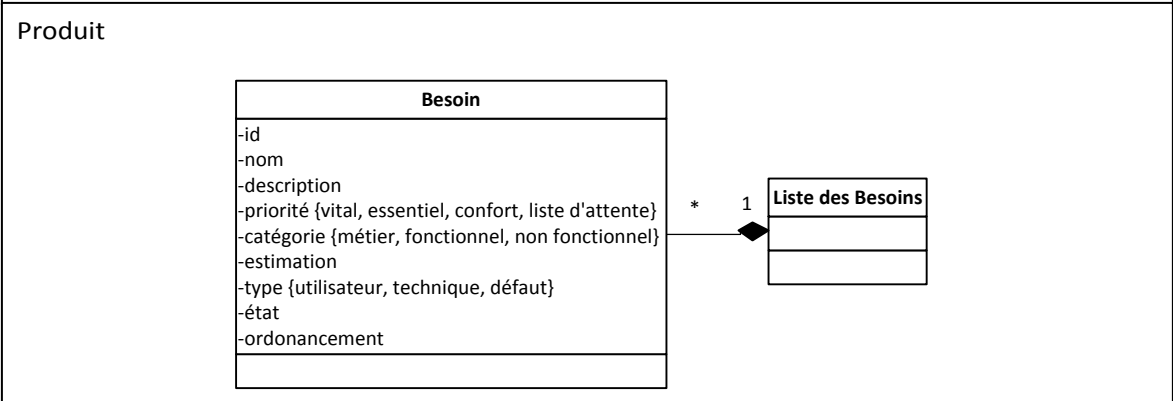 Produit
Besoin
-id
-nom
-description
-priorité {vital, essentiel, confort, liste d'attente}
-catégorie {métier, fonctionnel, non fonctionnel}
-estimation
-type {utilisateur, technique, défaut}
-état
-ordonancement
* 1
Liste des Besoins